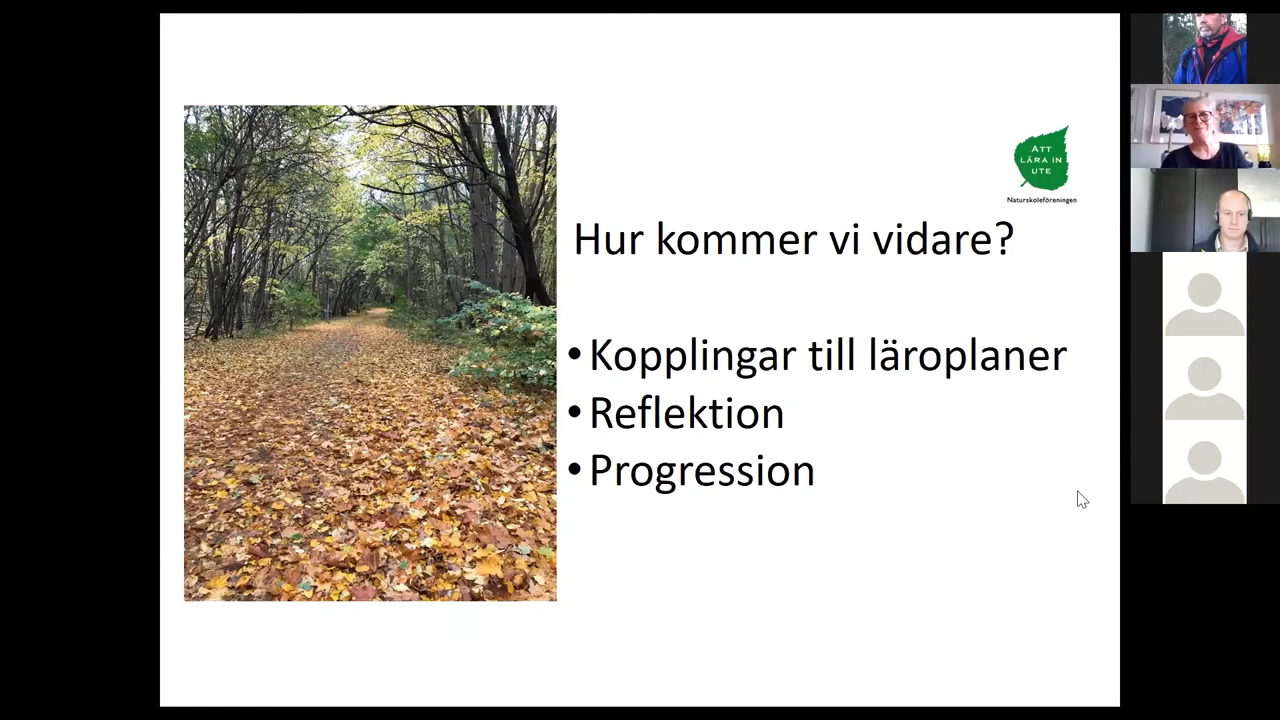 ATT
LÄRA IN
UTE
Naturskoleföreningen
Hur kommer vi vidare?
• Kopplingar till läroplaner
• Reflektion
• Progression